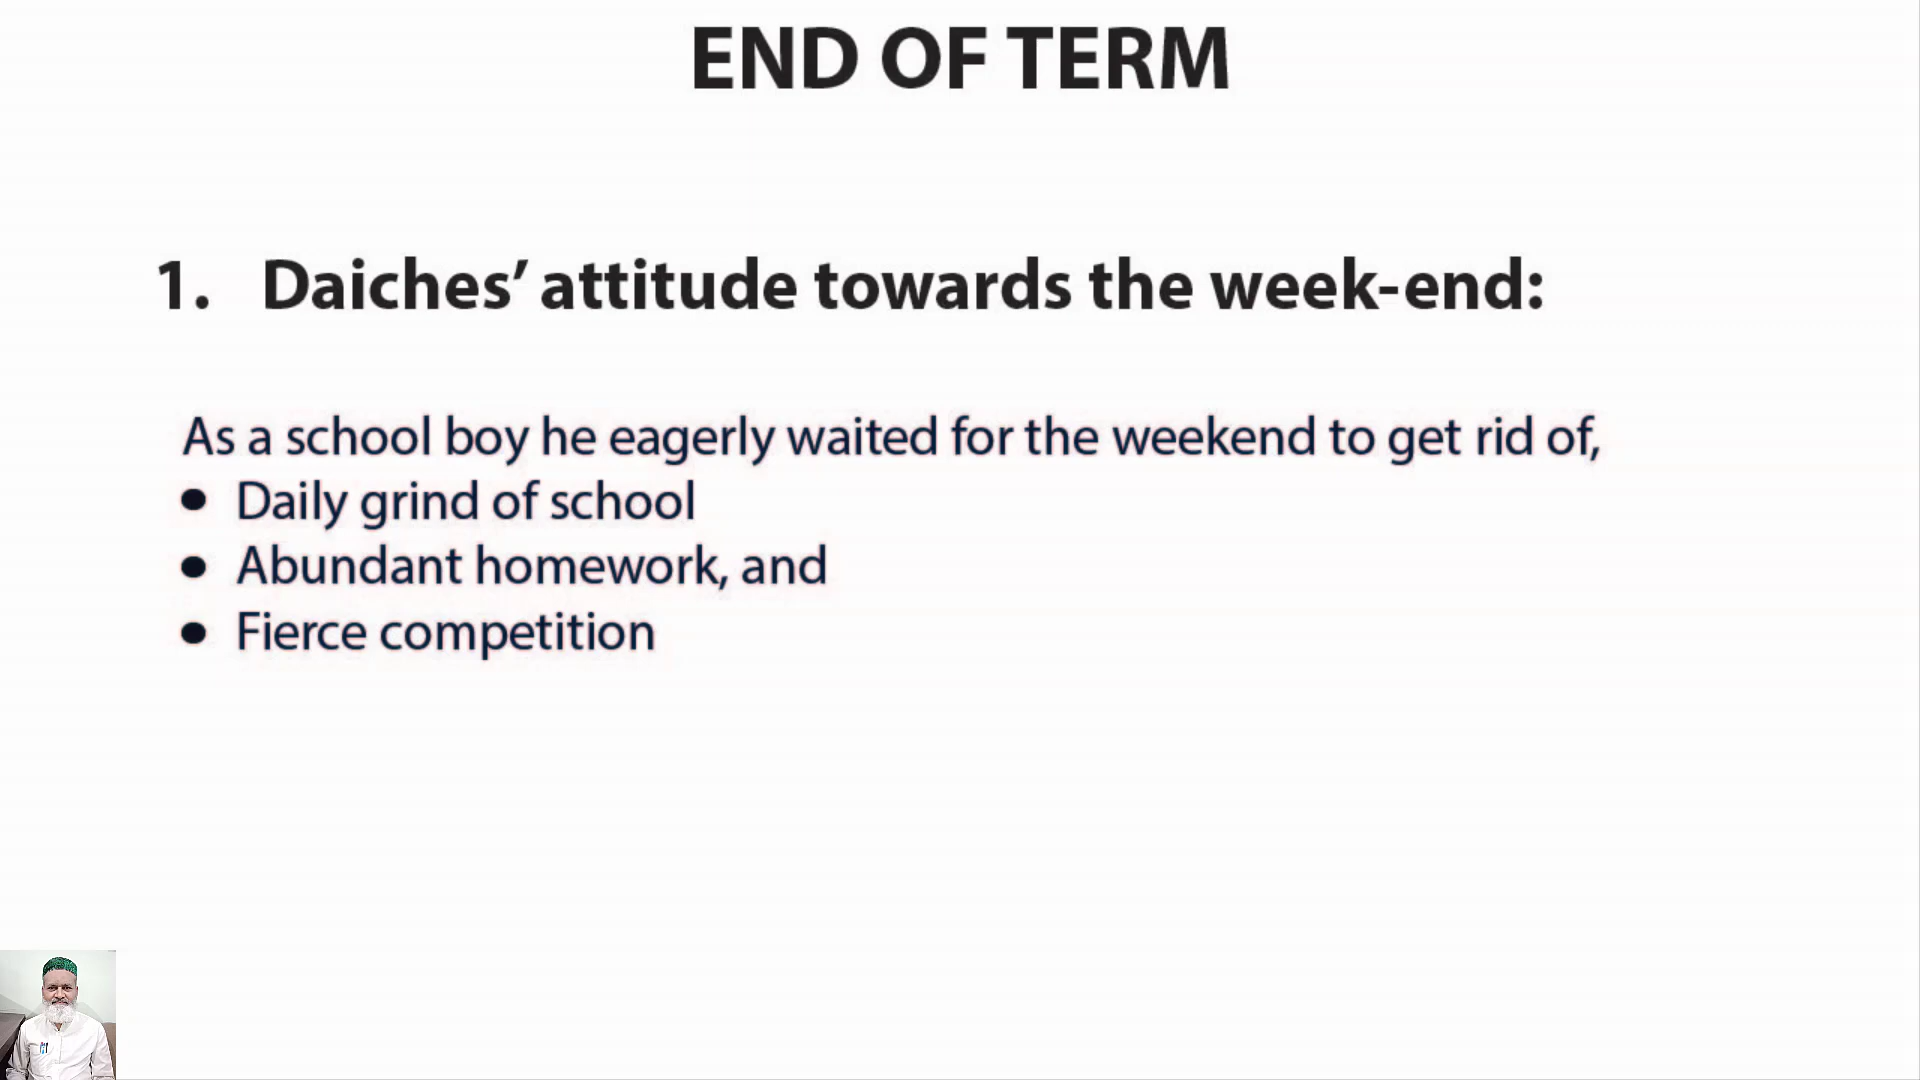 END OF TERM
1. Daiches’ attitude towards the week-end:
As a school boy he eagerly waited for the weekend to get rid of,
● Daily grind of school
● Abundant homework, and
● Fierce competition